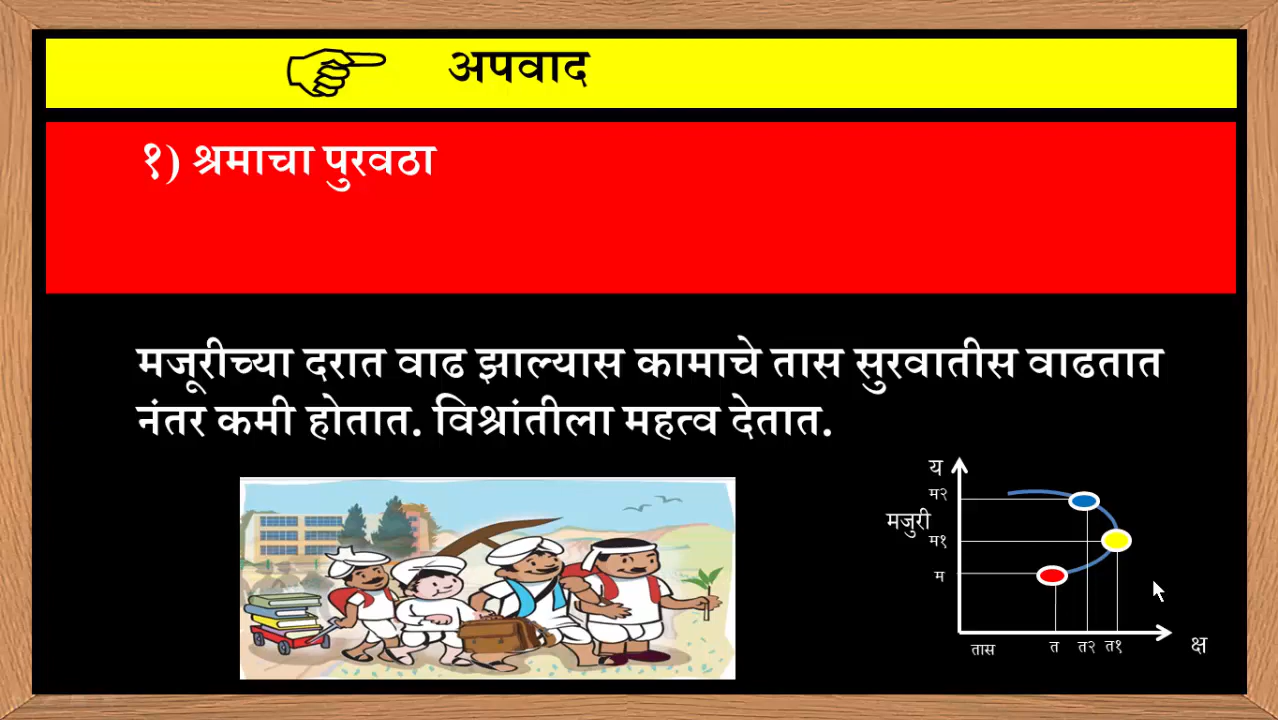 अपवाद
१) श्रमाचा पुरवठा
मजूरीच्या दरात वाढ झाल्यास कामाचे तास सुरवातीस वाढतात
नंतर कमी होतात. विश्रांतीला महत्व देतात.
य
म२
मजुरी
म१
म
तास त त२ त१ क्ष